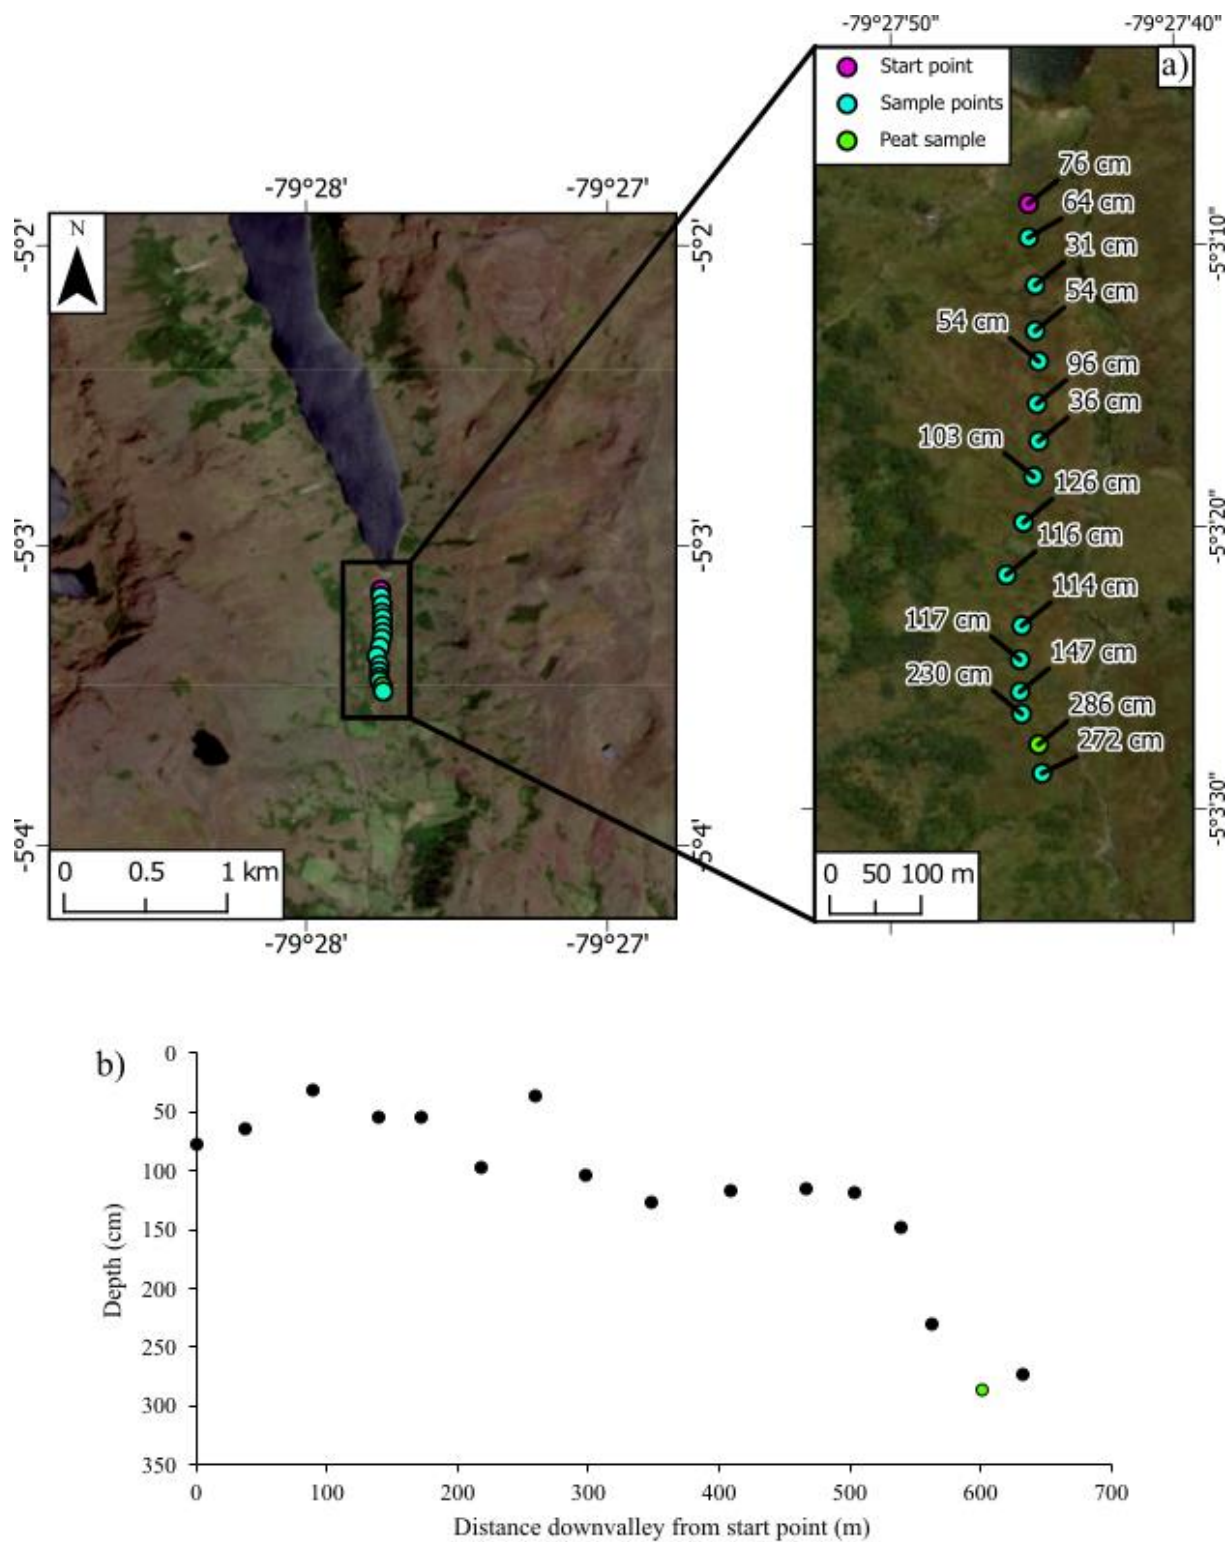 -79°27'50"
-79°27'40"
a)
Start point
Sample points
Peat sample
76 cm
64 cm
-5°3'10"
31 cm
54 cm
54 cm
96 cm
36 cm
103 cm
126 cm
-5°3'20"
116 cm
114 cm
117 cm
147 cm
230 cm
286 cm
272 cm
-5°3'30"
0 50 100 m
-79°28'
-79°27'
N
-5°2'
-5°2'
-5°3'
-5°3'
-5°4'
-5°4'
0 0.5 1 km
-79°28'
-79°27'
b)
0
50
100
150
200
250
300
350
Depth (cm)
0 100 200 300 400 500 600 700
Distance downvalley from start point (m)